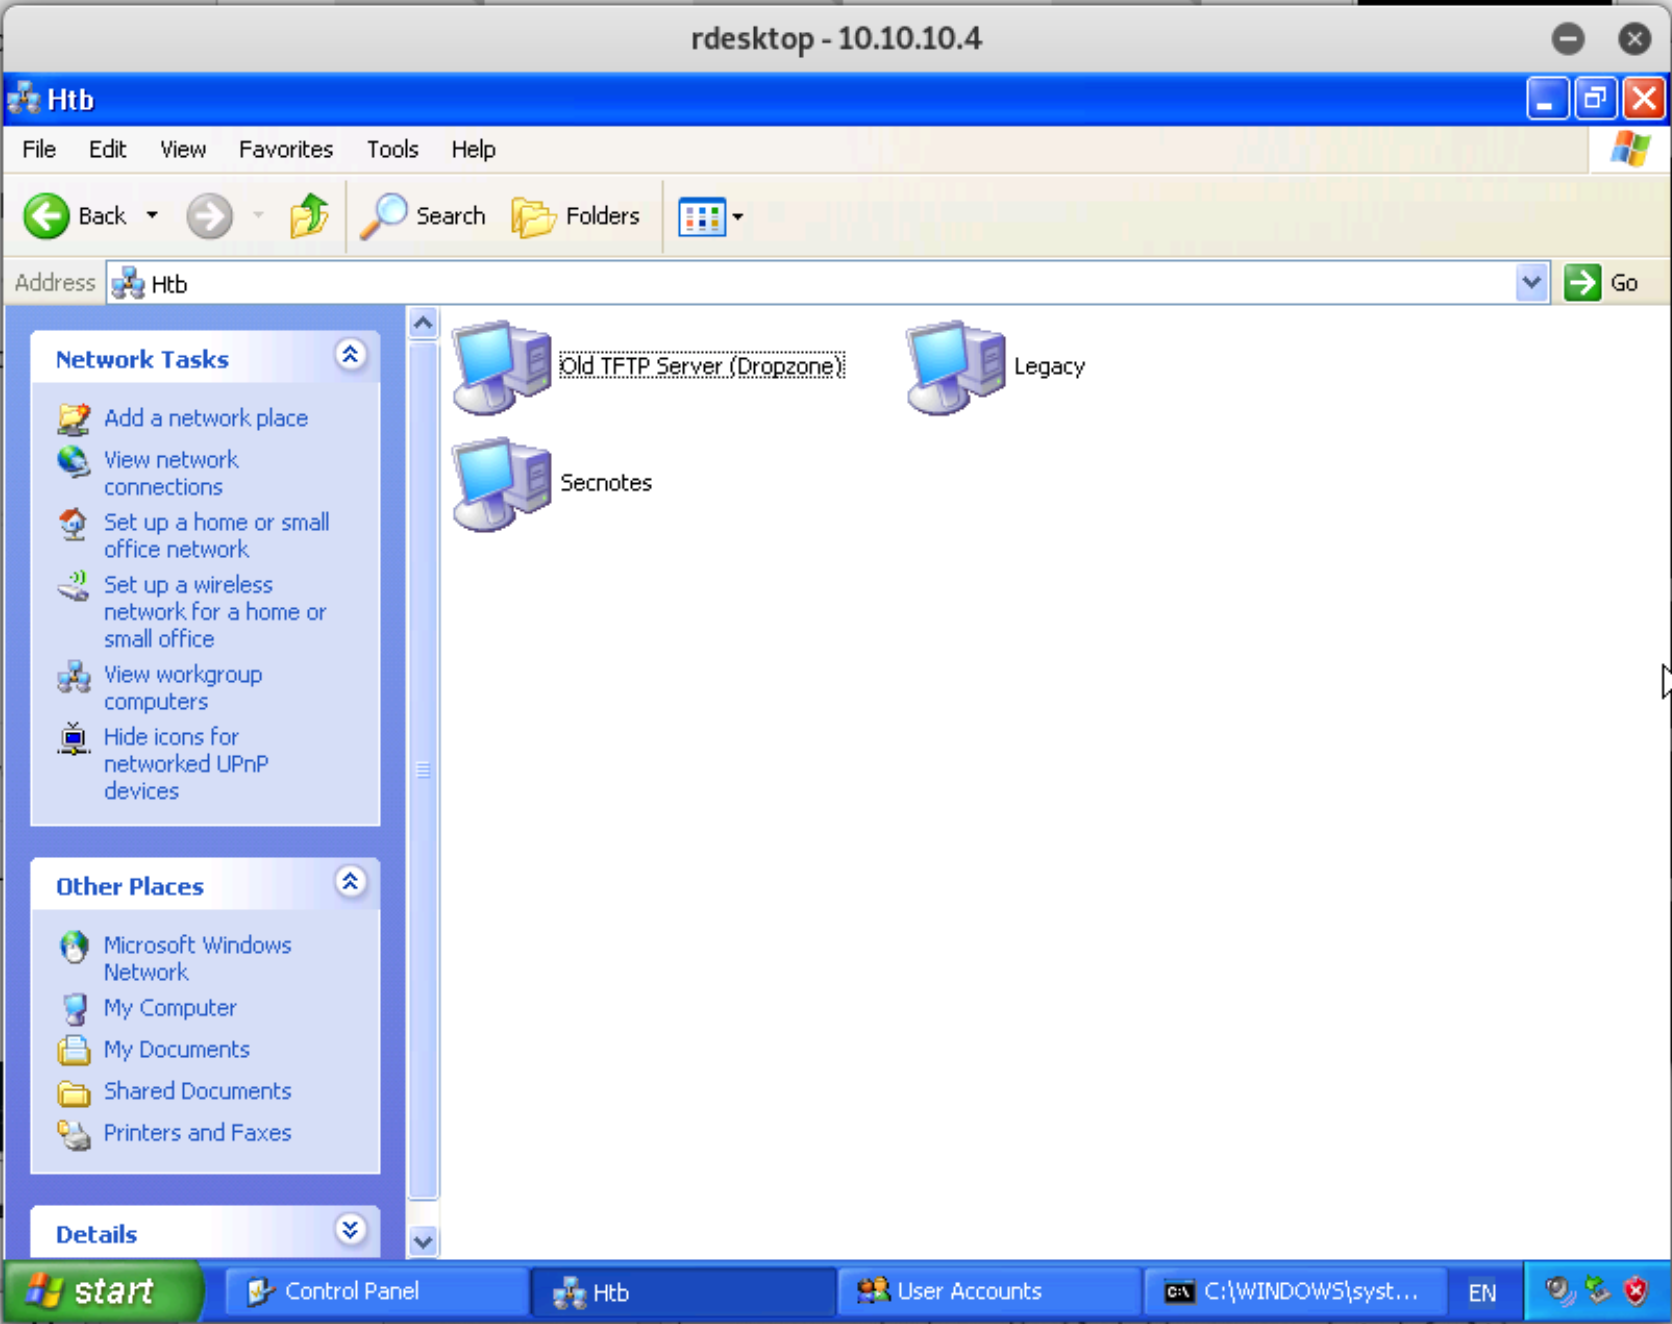 rdesktop - 10.10.10.4
Htb
File Edit View Favorites Tools Help
Back Search Folders
Address Htb Go
Network Tasks
Add a network place
View network
connections
Set up a home or small
office network
Set up a wireless
network for a home or
small office
View workgroup
computers
Hide icons for
networked UPnP
devices
Other Places
Microsoft Windows
Network
My Computer
My Documents
Shared Documents
Printers and Faxes
Details
Old TFTP Server (Dropzone) Legacy
Secnotes
start Control Panel Htb User Accounts C:\WINDOWS\syst... EN